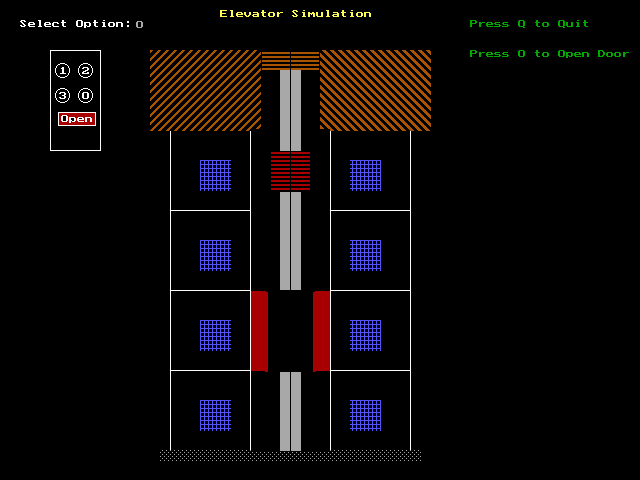 Elevator Simulation
Select Option:0
Press Q to Quit
Press O to Open Door
1 2
3 0
Open